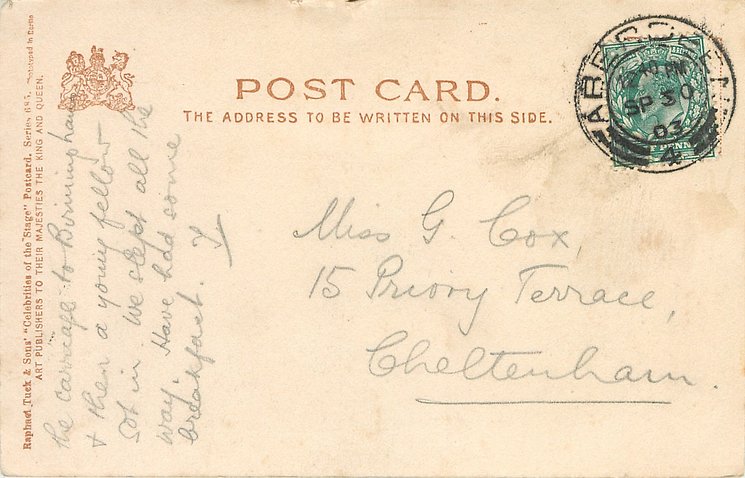 POST CARD.
THE ADDRESS TO BE WRITTEN ON THIS SIDE.
SP 30
03
4
Miss G. Cox,
15 Priory Terrace,
Cheltenham.
the carriage to Birmingham
& then a young fellow
got in. We slept all the
way. Have had some
breakfast. Y
Raphael Tuck & Sons' "Celebrities of the Stage" Postcard, Series
ART PUBLISHERS TO THEIR MAJESTIES THE KING AND QUEEN.